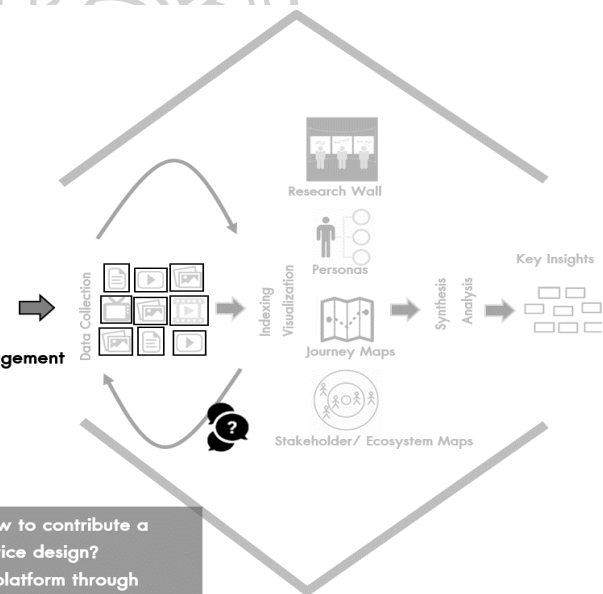 Research Wall
Personas
Key Insights
Data Collection
Indexing
Visualization
Synthesis
Analysis
Journey Maps
gement
?
Stakeholder/ Ecosystem Maps
w to contribute a
vice design?
platform through